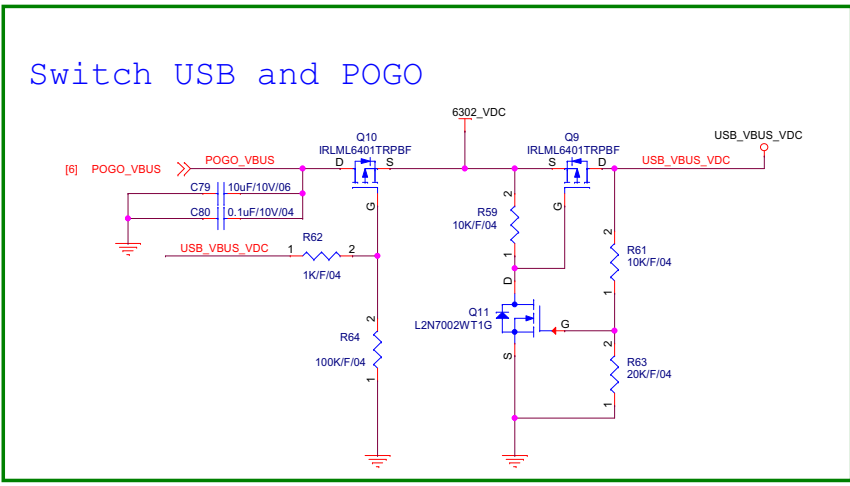 Switch USB and POGO
6302_VDC
Q10
IRLML6401TRPBF
Q9
IRLML6401TRPBF
USB_VBUS_VDC
[6] POGO_VBUS
POGO_VBUS
D
S
S
D
USB_VBUS_VDC
C79
10uF/10V/06
C80
0.1uF/10V/04
G
G
2
R59
10K/F/04
1
R62
USB_VBUS_VDC
1
2
1K/F/04
2
R61
10K/F/04
1
D
Q11
L2N7002WT1G
G
S
2
R64
100K/F/04
1
2
R63
20K/F/04
1